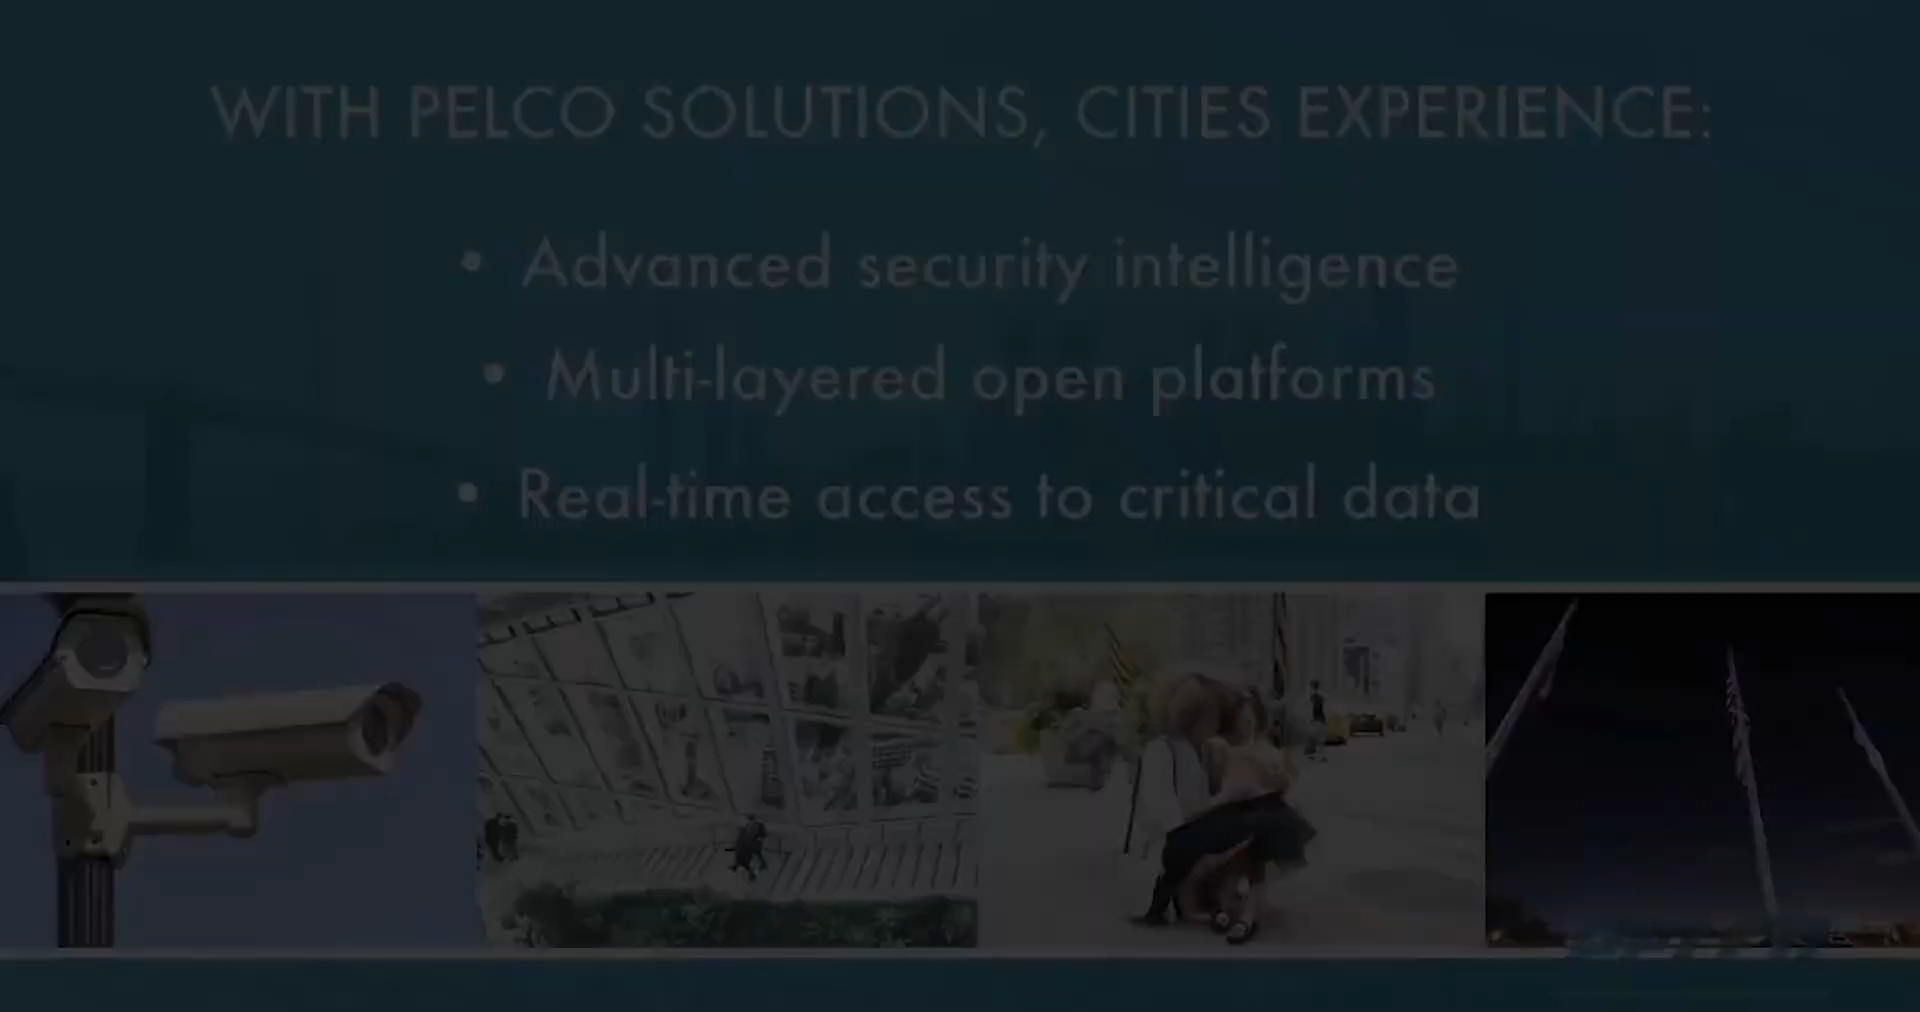 WITH PELCO SOLUTIONS, CITIES EXPERIENCE:
• Advanced security intelligence
• Multi-layered open platforms
• Real-time access to critical data